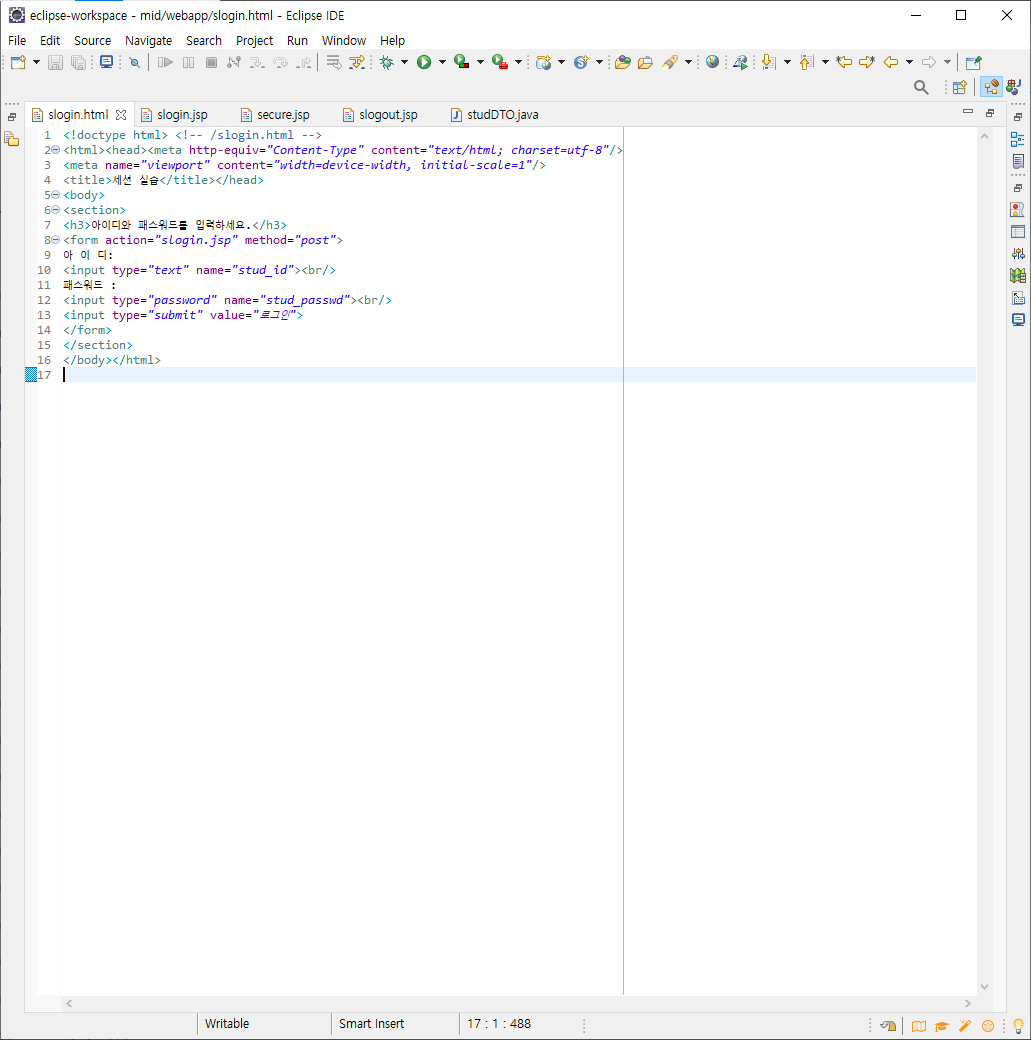 eclipse-workspace - mid/webapp/slogin.html - Eclipse IDE
File Edit Source Navigate Search Project Run Window Help
slogin.html slogin.jsp secure.jsp slogout.jsp studDTO.java
1 <!doctype html> <!-- /slogin.html -->
2 <html><head><meta http-equiv="Content-Type" content="text/html; charset=utf-8"/>
3 <meta name="viewport" content="width=device-width, initial-scale=1"/>
4 <title>세션 실습</title></head>
5 <body>
6 <section>
7 <h3>아이디와 패스워드를 입력하세요.</h3>
8 <form action="slogin.jsp" method="post">
9 아 이 디:
10 <input type="text" name="stud_id"><br/>
11 패스워드 :
12 <input type="password" name="stud_passwd"><br/>
13 <input type="submit" value="로그인">
14 </form>
15 </section>
16 </body></html>
17
Writable Smart Insert 17 : 1 : 488